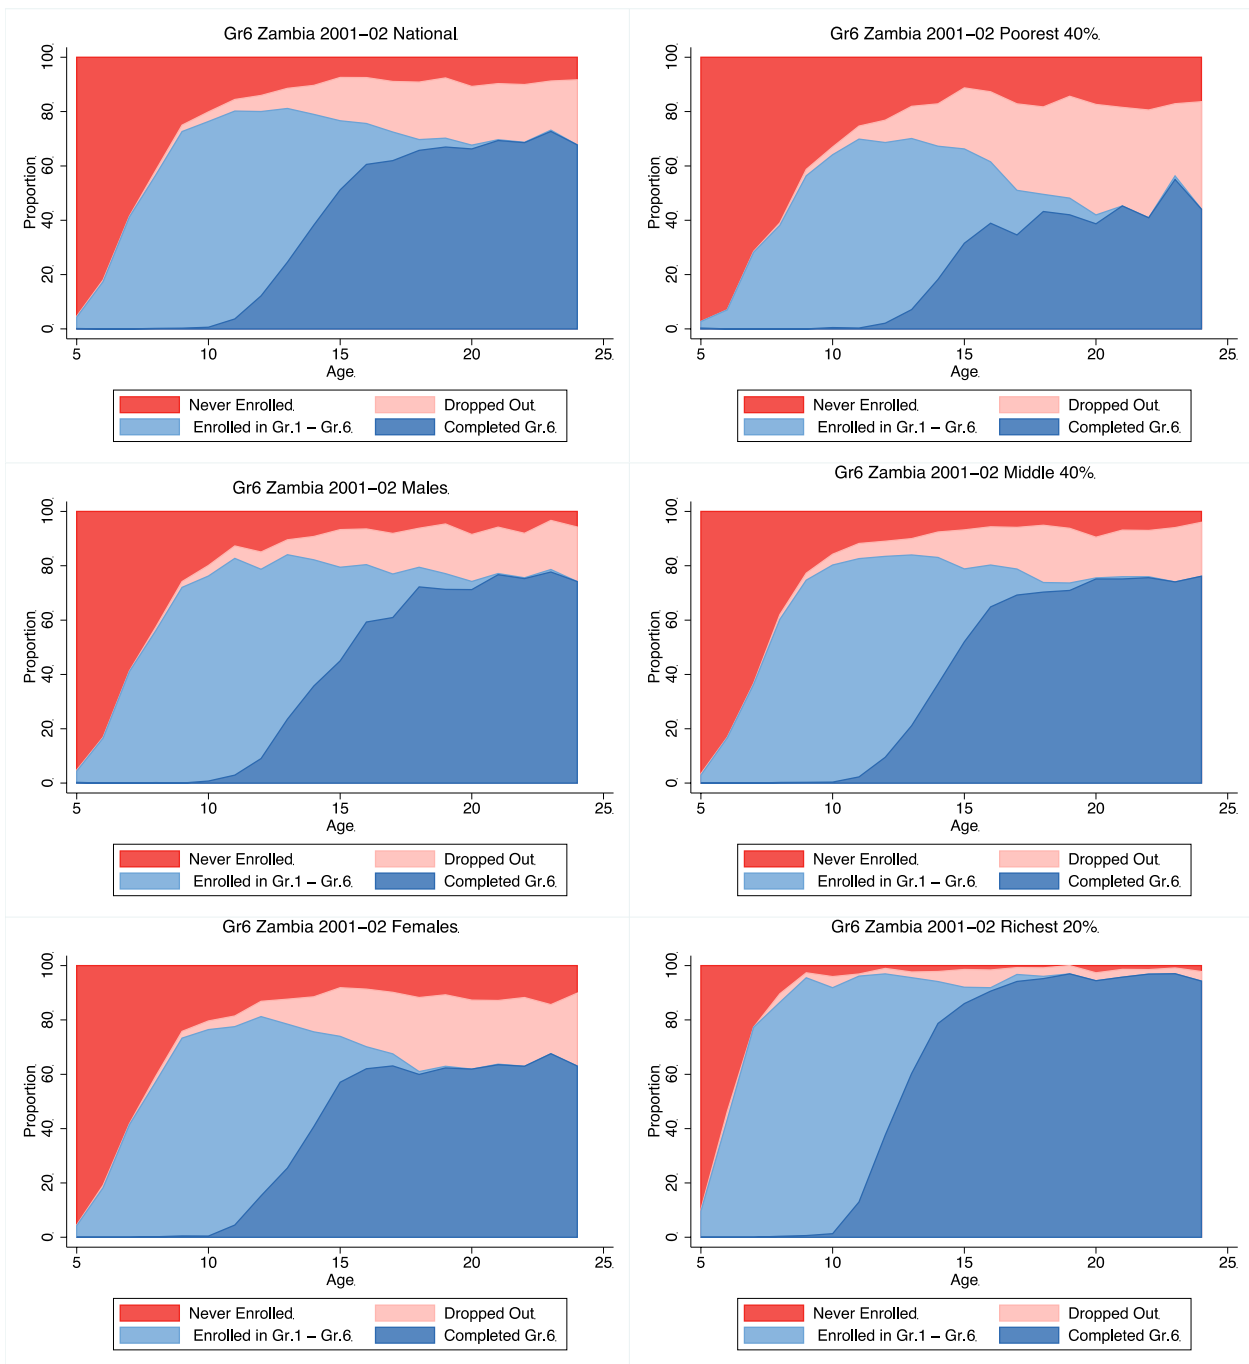 Gr6 Zambia 2001–02 National
Proportion
0. 20. 40. 60. 80. 100.
5 10 15 20 25.
Age.
Never Enrolled. Dropped Out.
Enrolled in Gr.1 – Gr.6. Completed Gr.6.
Gr6 Zambia 2001–02 Poorest 40%.
Proportion
0. 20. 40. 60. 80. 100.
5 10 15 20 25.
Age.
Never Enrolled. Dropped Out.
Enrolled in Gr.1 – Gr.6. Completed Gr.6.
Gr6 Zambia 2001–02 Males.
Proportion
0. 20. 40. 60. 80. 100.
5 10 15 20 25.
Age.
Never Enrolled. Dropped Out.
Enrolled in Gr.1 – Gr.6. Completed Gr.6.
Gr6 Zambia 2001–02 Middle 40%.
Proportion
0. 20. 40. 60. 80. 100.
5 10 15 20 25.
Age.
Never Enrolled. Dropped Out.
Enrolled in Gr.1 – Gr.6. Completed Gr.6.
Gr6 Zambia 2001–02 Females.
Proportion
0. 20. 40. 60. 80. 100.
5 10 15 20 25.
Age.
Never Enrolled. Dropped Out.
Enrolled in Gr.1 – Gr.6. Completed Gr.6.
Gr6 Zambia 2001–02 Richest 20%.
Proportion
0. 20. 40. 60. 80. 100.
5 10 15 20 25.
Age.
Never Enrolled. Dropped Out.
Enrolled in Gr.1 – Gr.6. Completed Gr.6.